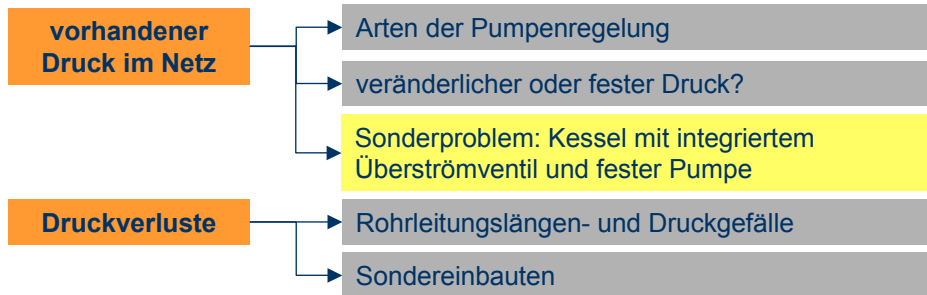 vorhandener
Druck im Netz
Arten der Pumpenregelung
veränderlicher oder fester Druck?
Sonderproblem: Kessel mit integriertem
Überströmventil und fester Pumpe
Druckverluste
Rohrleitungslängen- und Druckgefälle
Sondereinbauten